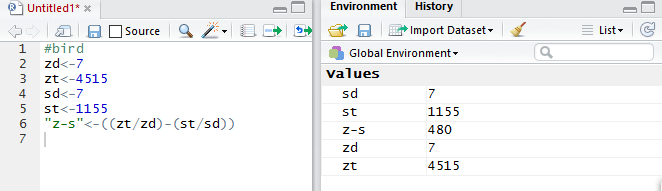 Untitled1*
Source
1 #bird
2 zd<-7
3 zt<-4515
4 sd<-7
5 st<-1155
6 "z-s"<-((zt/zd)-(st/sd))
7
Environment History
Import Dataset List
Global Environment
values
sd 7
st 1155
z-s 480
zd 7
zt 4515